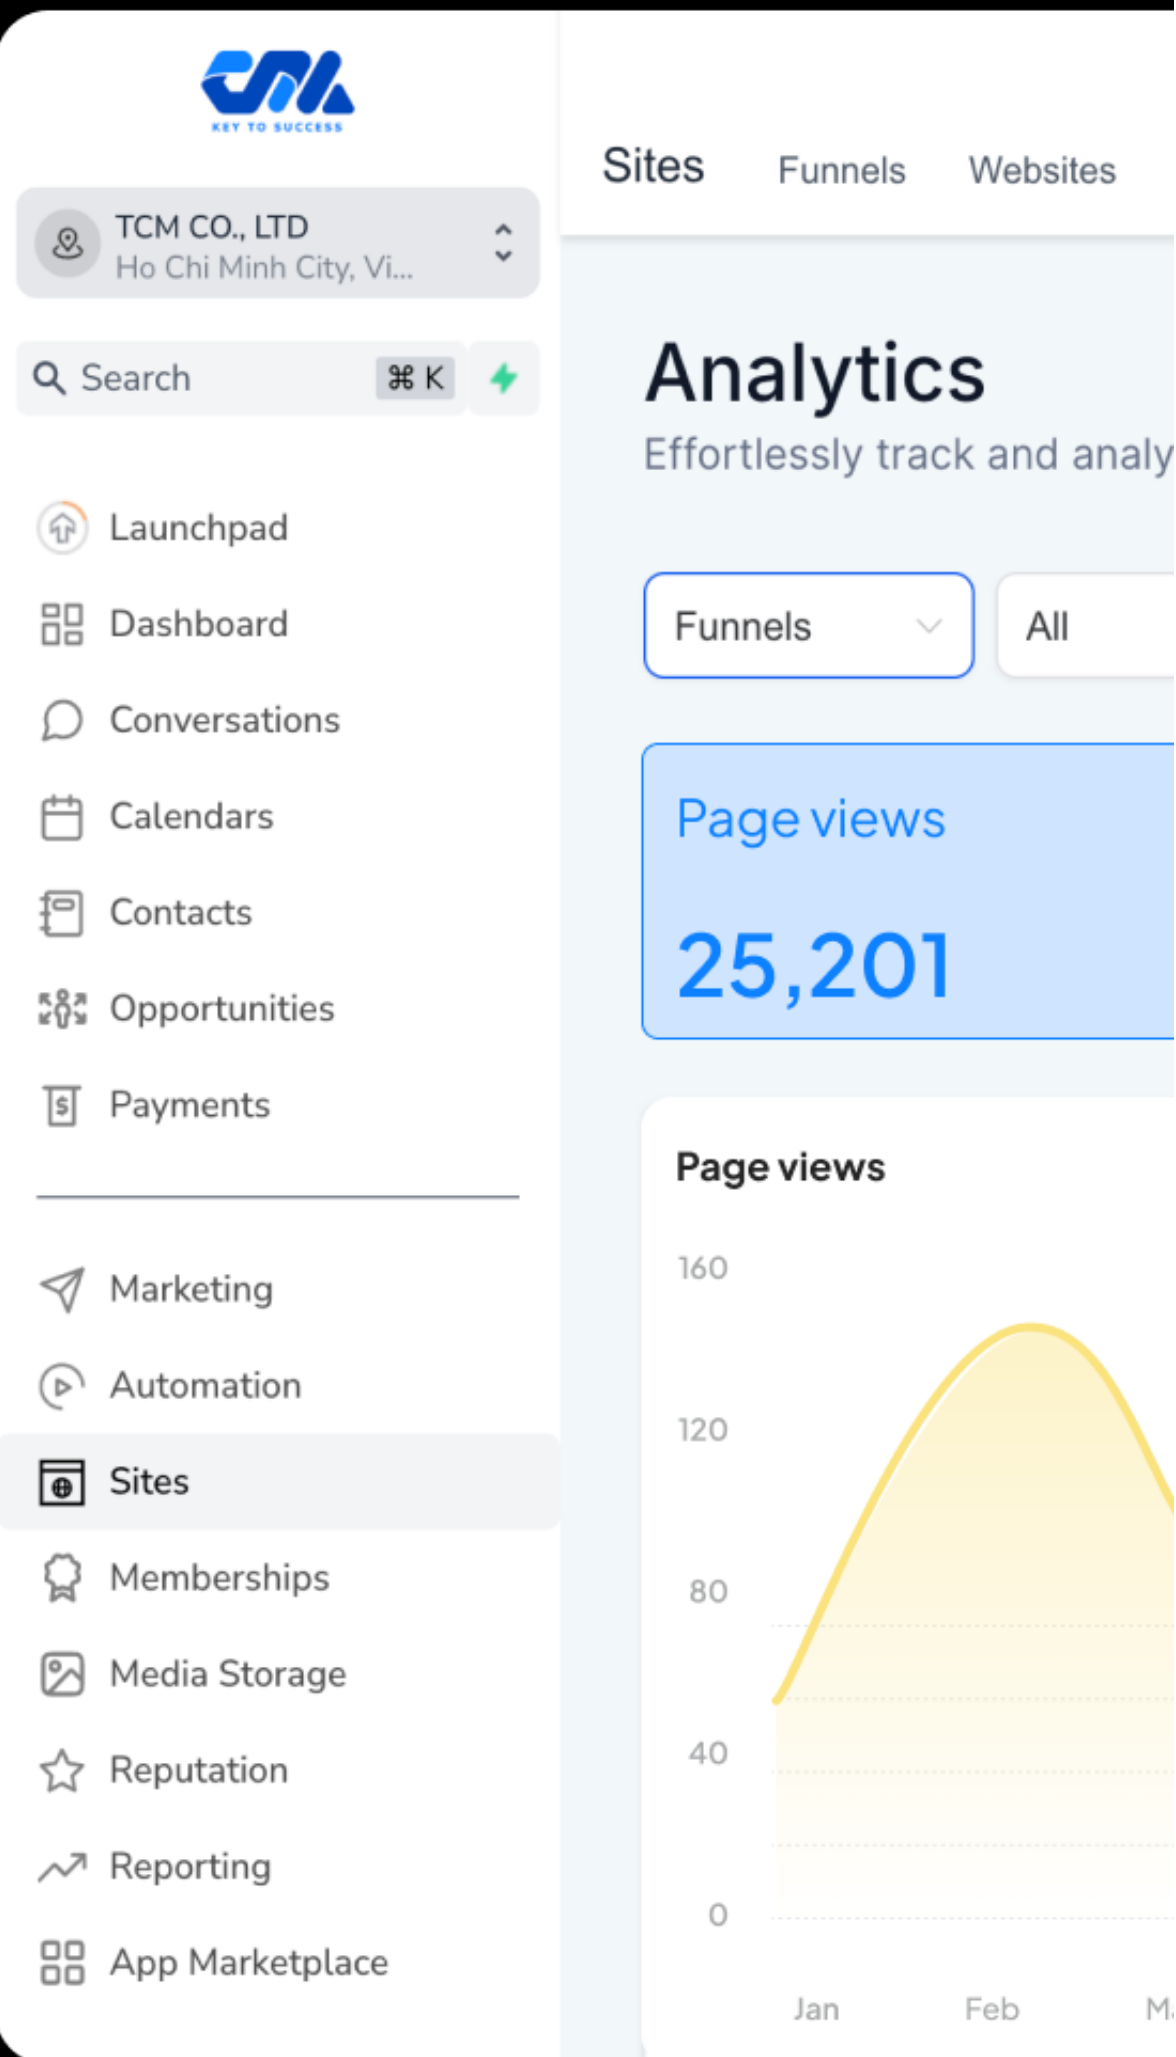 KEY TO SUCCESS
TCM CO., LTD
Ho Chi Minh City, Vi...
Search
⌘ K
Launchpad
Dashboard
Conversations
Calendars
Contacts
Opportunities
Payments
Marketing
Automation
Sites
Memberships
Media Storage
Reputation
Reporting
App Marketplace
Sites Funnels Websites
Analytics
Effortlessly track and analy
Funnels
All
Page views
25,201
Page views
160
120
80
40
0
Jan Feb